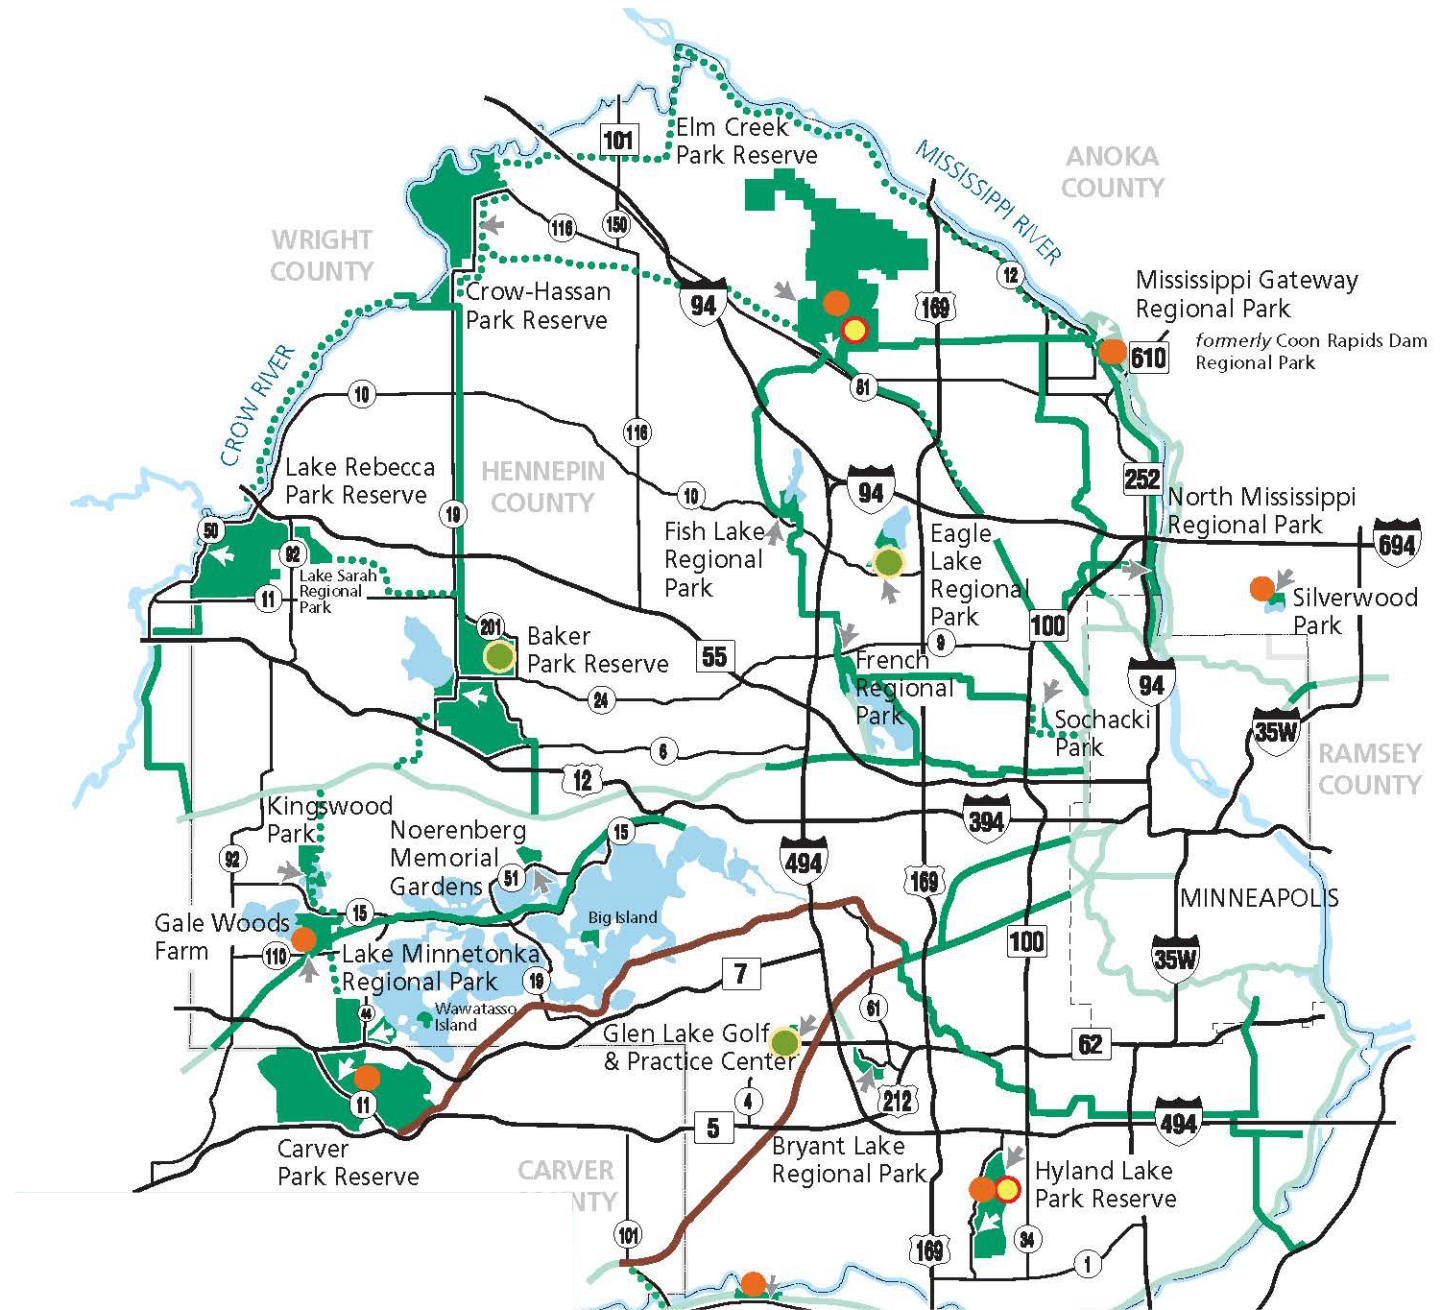 101
Elm Creek
Park Reserve
ANOKA
COUNTY
MISSISSIPPI RIVER
WRIGHT
COUNTY
116
150
12
Crow-Hassan
Park Reserve
94
169
Mississippi Gateway
Regional Park
formerly Coon Rapids Dam
Regional Park
610
CROW RIVER
10
81
116
Lake Rebecca
Park Reserve
HENNEPIN
COUNTY
10
94
252
North Mississippi
Regional Park
50
92
19
Fish Lake
Regional
Park
Eagle
Lake
Regional
Park
694
Lake Sarah
Regional
Park
11
Silverwood
Park
201
Baker
Park Reserve
55
9
100
French
Regional
Park
24
94
Sochacki
Park
35W
6
RAMSEY
COUNTY
12
Kingswood
Park
Noerenberg
Memorial
Gardens
15
394
92
51
494
169
MINNEAPOLIS
15
Big Island
Gale Woods
Farm
110
Lake Minnetonka
Regional Park
19
7
100
35W
44
Wawatasso
Island
61
Glen Lake Golf
& Practice Center
62
11
4
212
5
494
Carver
Park Reserve
CARVER
NTY
Bryant Lake
Regional Park
Hyland Lake
Park Reserve
101
169
34
1